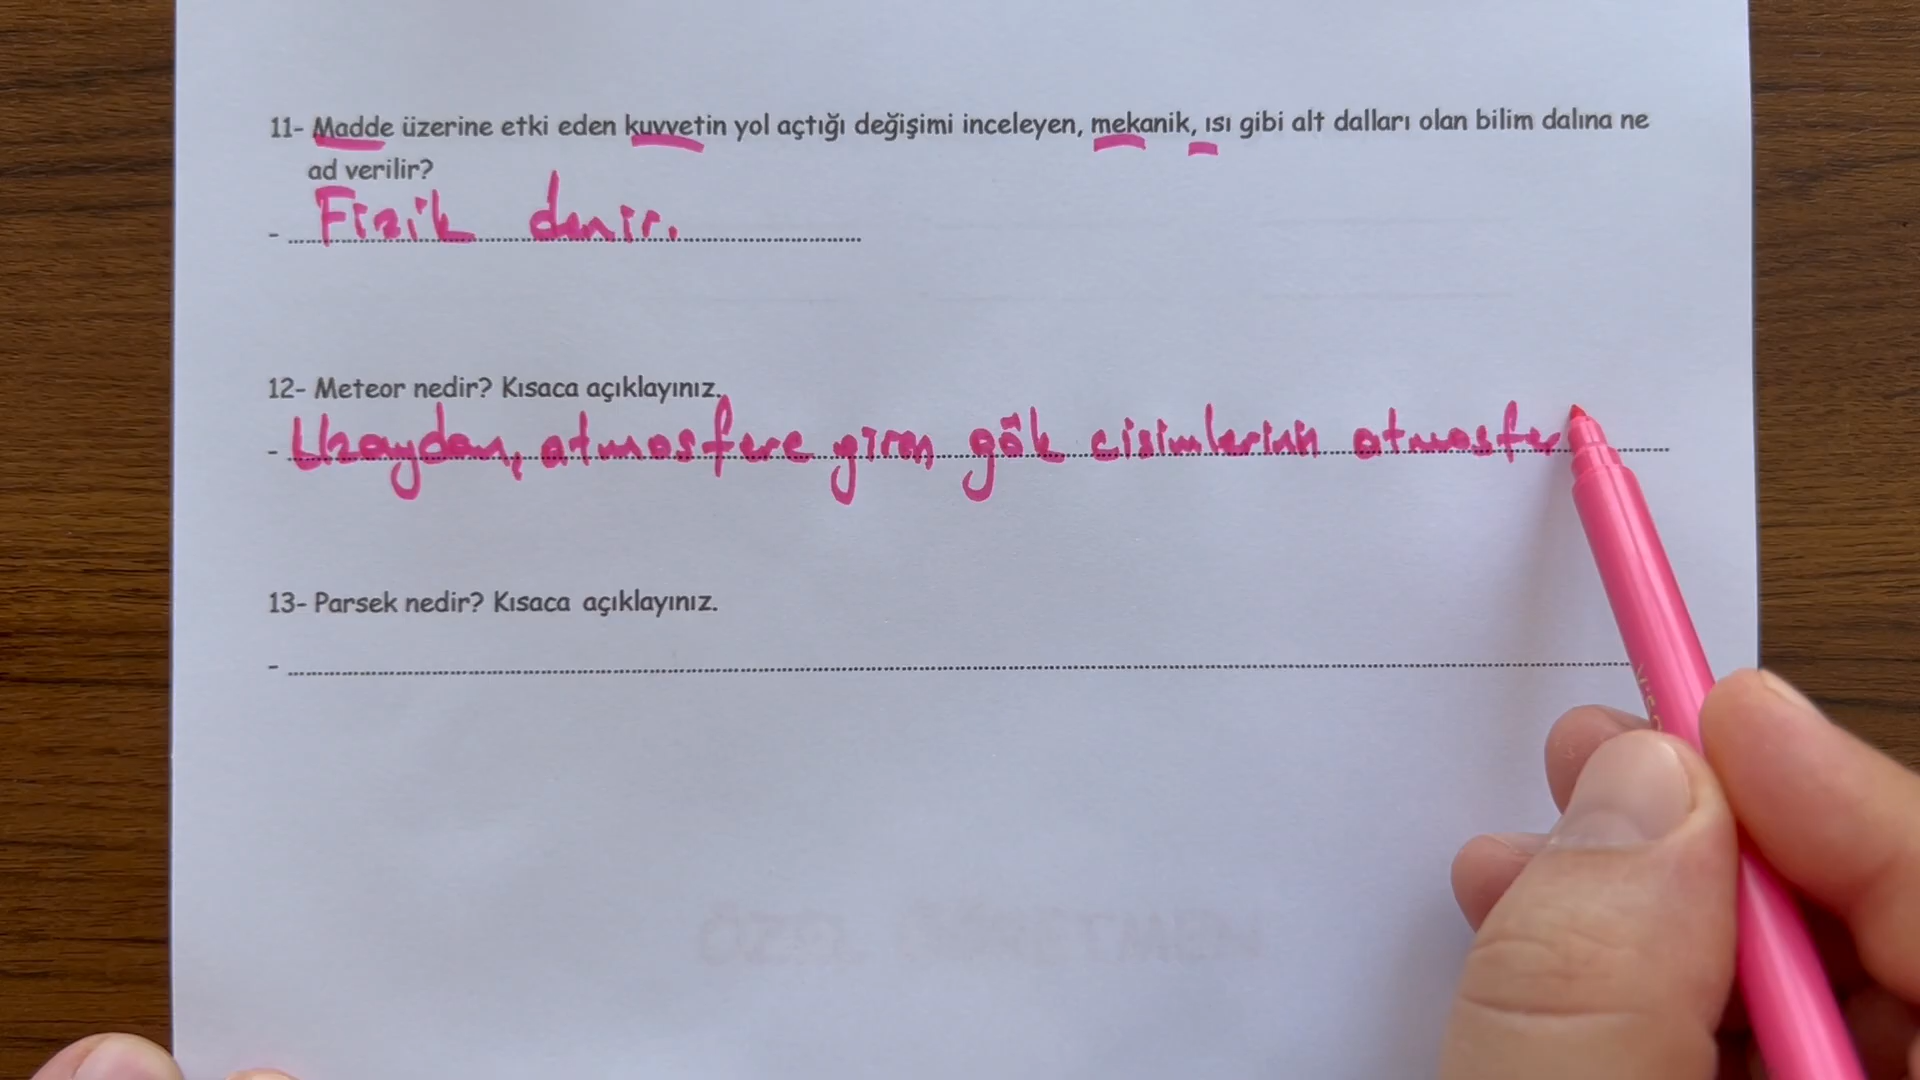 11- Madde üzerine etki eden kuvvetin yol açtığı değişimi inceleyen, mekanik, ısı gibi alt dalları olan bilim dalına ne
ad verilir?
- Fizik denir.
12- Meteor nedir? Kısaca açıklayınız.
- Uzaydan, atmosfere giren gök cisimlerinin atmosfer
13- Parsek nedir? Kısaca açıklayınız.
-